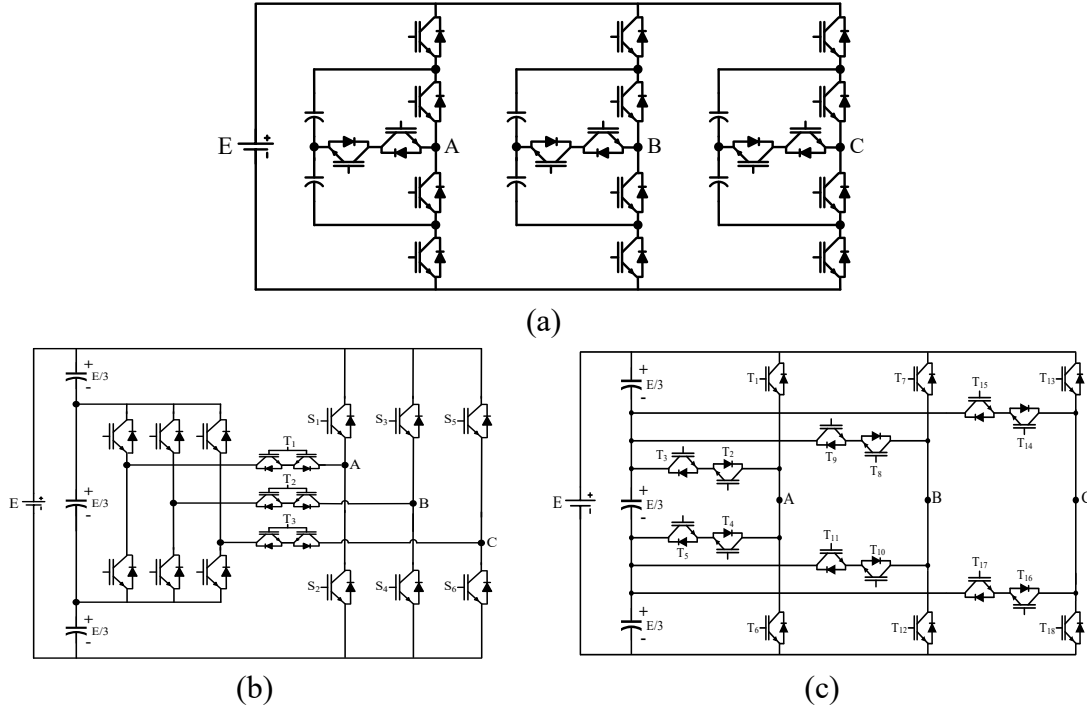 E
+
-
A
B
C
(a)
E
+
-
+
E/3
-
+
E/3
-
+
E/3
-
S1
S3
S5
T1
A
T2
B
T3
C
S2
S4
S6
(b)
E
+
-
+
E/3
-
+
E/3
-
+
E/3
-
T1
T7
T13
T15
T14
T9
T8
T3
T2
A
B
C
T5
T4
T11
T10
T17
T16
T6
T12
T18
(c)